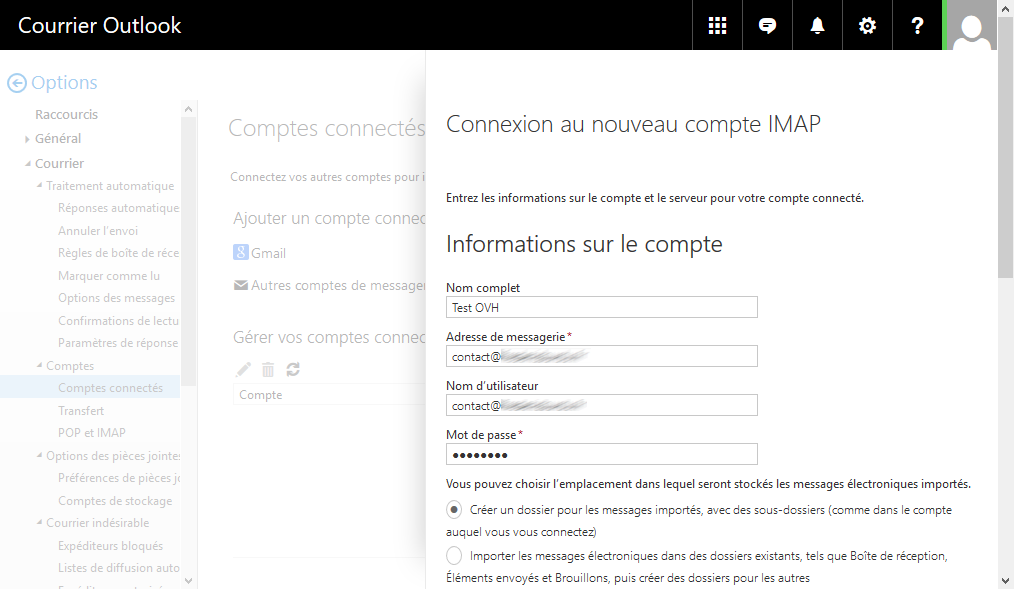 Courrier Outlook
?
Options
Raccourcis
Général
Courrier
Traitement automatique
Réponses automatique
Annuler l'envoi
Règles de boîte de réce
Marquer comme lu
Options des messages
Confirmations de lectu
Paramètres de réponse
Comptes
Comptes connectés
Transfert
POP et IMAP
Options des pièces jointes
Préférences de pièces jo
Comptes de stockage
Courrier indésirable
Expéditeurs bloqués
Listes de diffusion auto
Comptes connectés
Connectez vos autres comptes pour i
Ajouter un compte connec
Gmail
Autres comptes de message
Gérer vos comptes connec
Compte
Connexion au nouveau compte IMAP
Entrez les informations sur le compte et le serveur pour votre compte connecté.
Informations sur le compte
Nom complet
Test OVH
Adresse de messagerie*
contact@
Nom d'utilisateur
contact@
Mot de passe*
Vous pouvez choisir l'emplacement dans lequel seront stockés les messages électroniques importés.
Créer un dossier pour les messages importés, avec des sous-dossiers (comme dans le compte
auquel vous vous connectez)
Importer les messages électroniques dans des dossiers existants, tels que Boîte de réception,
Éléments envoyés et Brouillons, puis créer des dossiers pour les autres